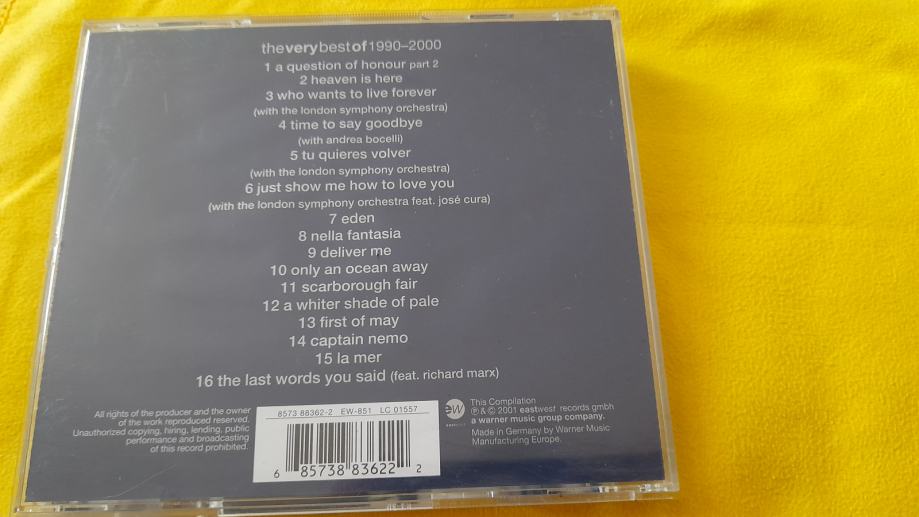 theverybestof1990–2000
1 a question of honour part 2
2 heaven is here
3 who wants to live forever
(with the london symphony orchestra)
4 time to say goodbye
(with andrea bocelli)
5 tu quieres volver
(with the london symphony orchestra)
6 just show me how to love you
(with the london symphony orchestra feat. josé cura)
7 eden
8 nella fantasia
9 deliver me
10 only an ocean away
11 scarborough fair
12 a whiter shade of pale
13 first of may
14 captain nemo
15 la mer
16 the last words you said (feat. richard marx)
All rights of the producer and the owner
of the work reproduced reserved.
Unauthorized copying, hiring, lending, public
performance and broadcasting
of this record prohibited.
8573 88362-2 EW-851 LC 01557
6 85738 83622 2
ew
This Compilation
℗ & © 2001 eastwest records gmbh
a warner music group company.
Made in Germany by Warner Music
Manufacturing Europe.